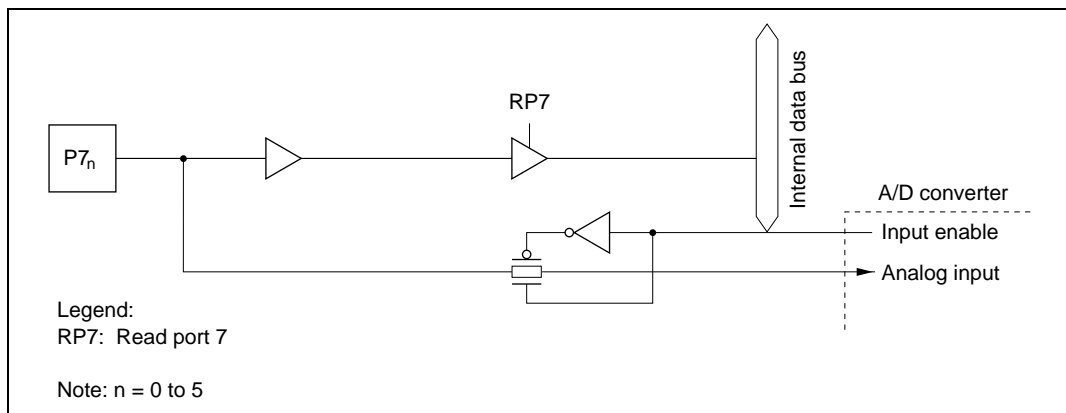 RP7
P7n
Internal data bus
A/D converter
Input enable
Analog input
Legend:
RP7: Read port 7
Note: n = 0 to 5